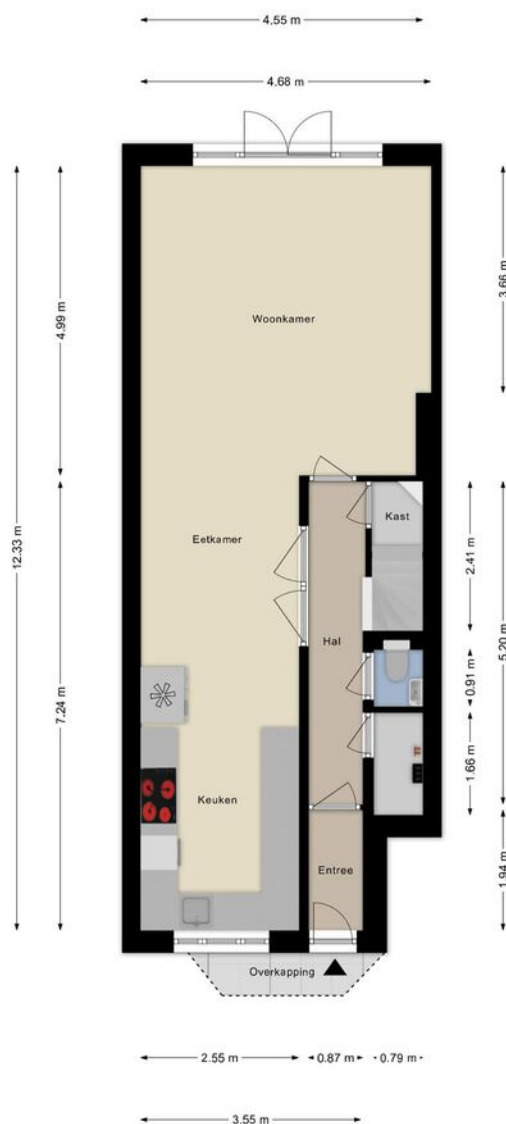 4.55 m
4.68 m
Woonkamer
4.99 m
3.66 m
12.33 m
Kast
Eetkamer
2.41 m
Hal
5.20 m
0.91 m
7.24 m
1.66 m
Keuken
Entree
1.94 m
Overkapping
2.55 m
0.87 m
0.79 m
3.55 m